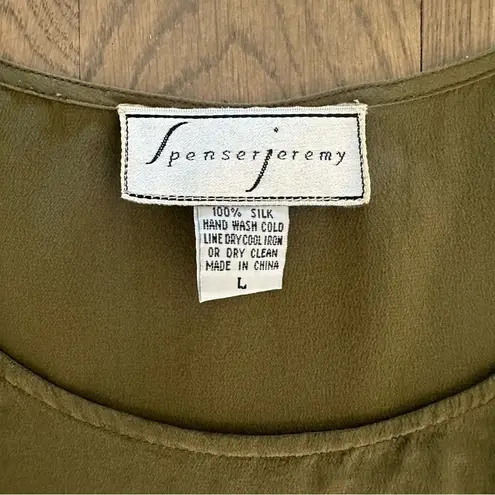 Spenserjeremy
100% SILK
HAND WASH COLD
LINE DRY COOL IRON
OR DRY CLEAN
MADE IN CHINA
L